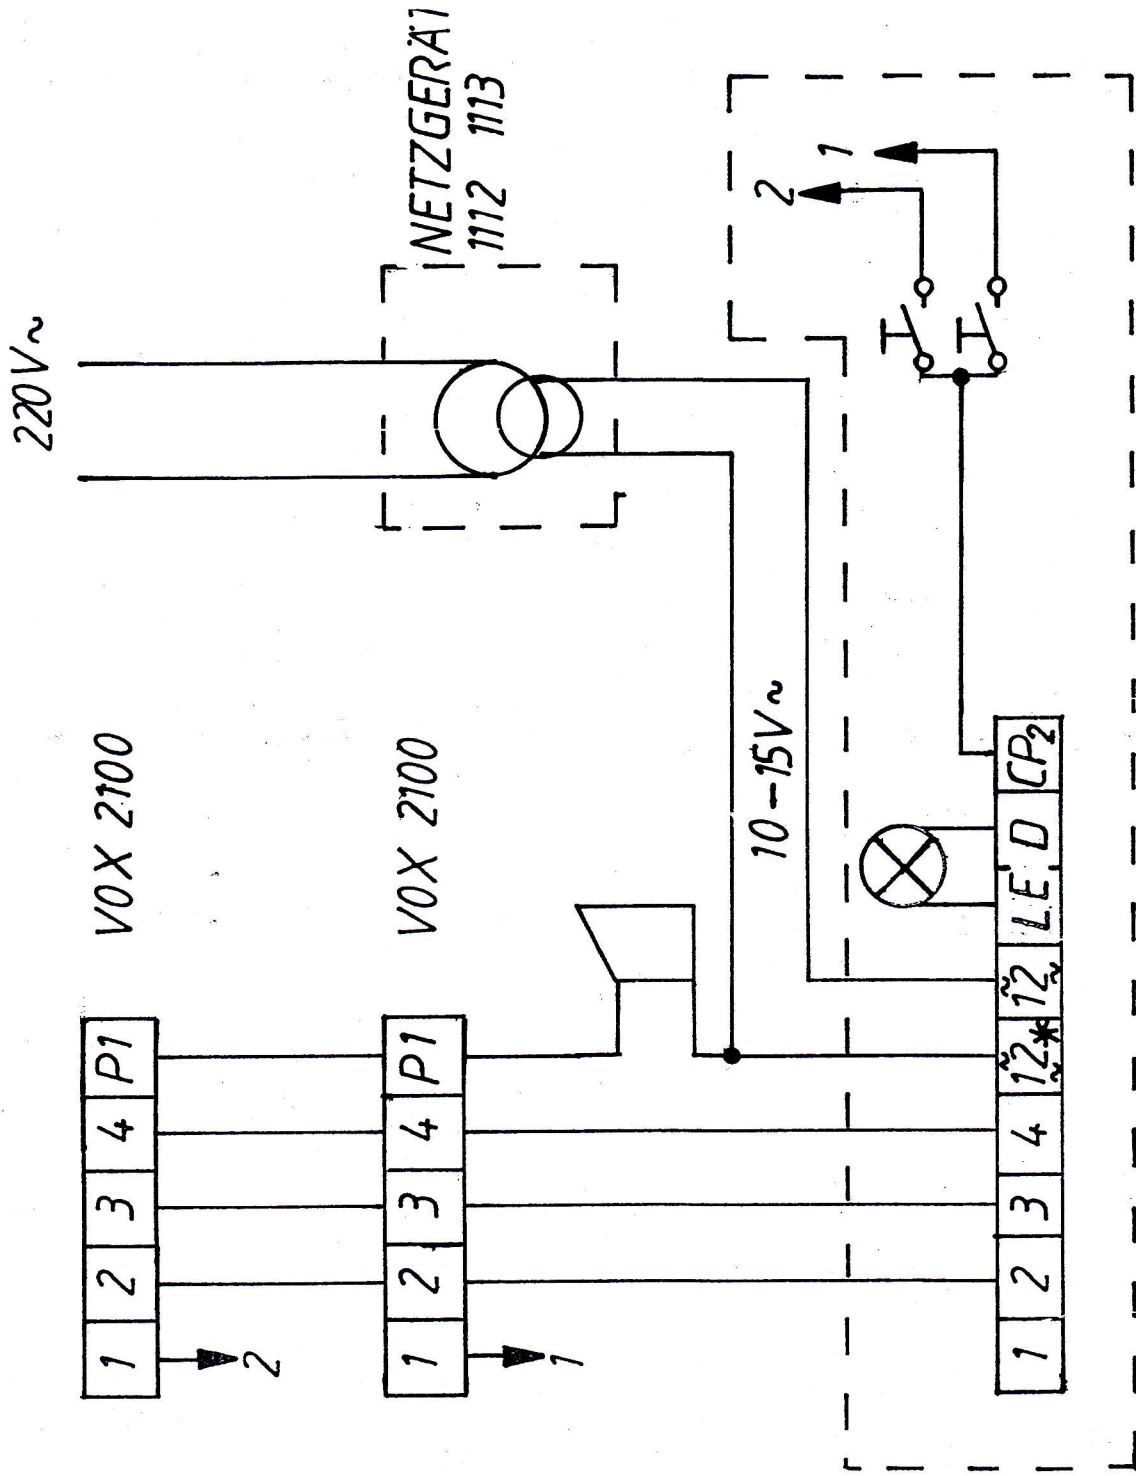 220V~
NETZGERÄT
1112 1113
VOX 2100
1 2 3 4 P1
2
VOX 2100
1 2 3 4 P1
1
10–15V~
2
1
1 2 3 4 ~12~* ~12~ LE D CP2